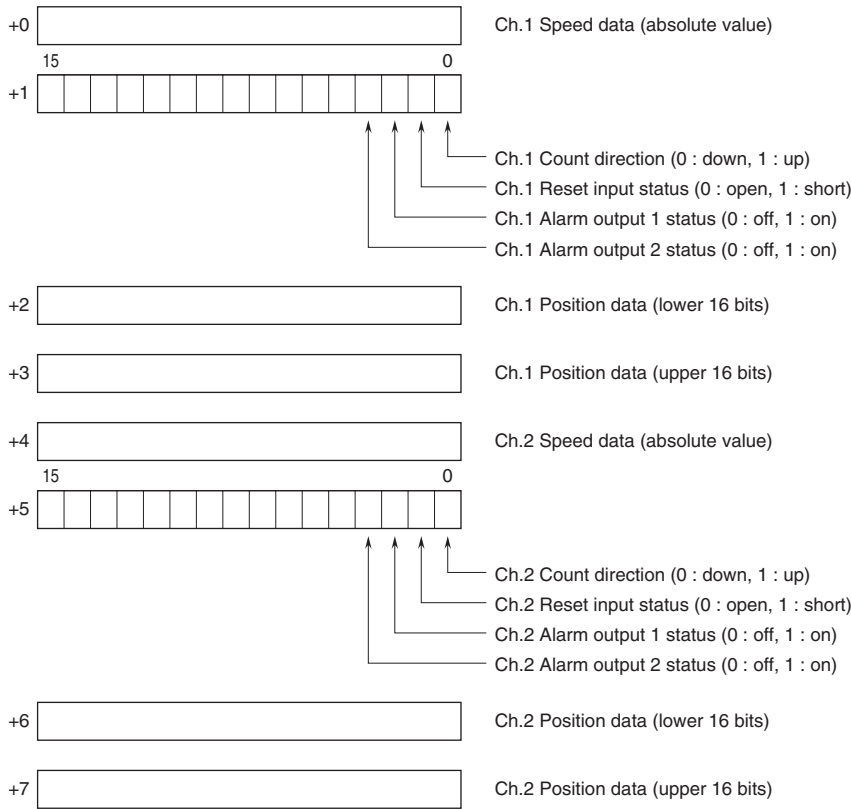 +0 Ch.1 Speed data (absolute value)
15 0
+1
Ch.1 Count direction (0 : down, 1 : up)
Ch.1 Reset input status (0 : open, 1 : short)
Ch.1 Alarm output 1 status (0 : off, 1 : on)
Ch.1 Alarm output 2 status (0 : off, 1 : on)
+2 Ch.1 Position data (lower 16 bits)
+3 Ch.1 Position data (upper 16 bits)
+4 Ch.2 Speed data (absolute value)
15 0
+5
Ch.2 Count direction (0 : down, 1 : up)
Ch.2 Reset input status (0 : open, 1 : short)
Ch.2 Alarm output 1 status (0 : off, 1 : on)
Ch.2 Alarm output 2 status (0 : off, 1 : on)
+6 Ch.2 Position data (lower 16 bits)
+7 Ch.2 Position data (upper 16 bits)